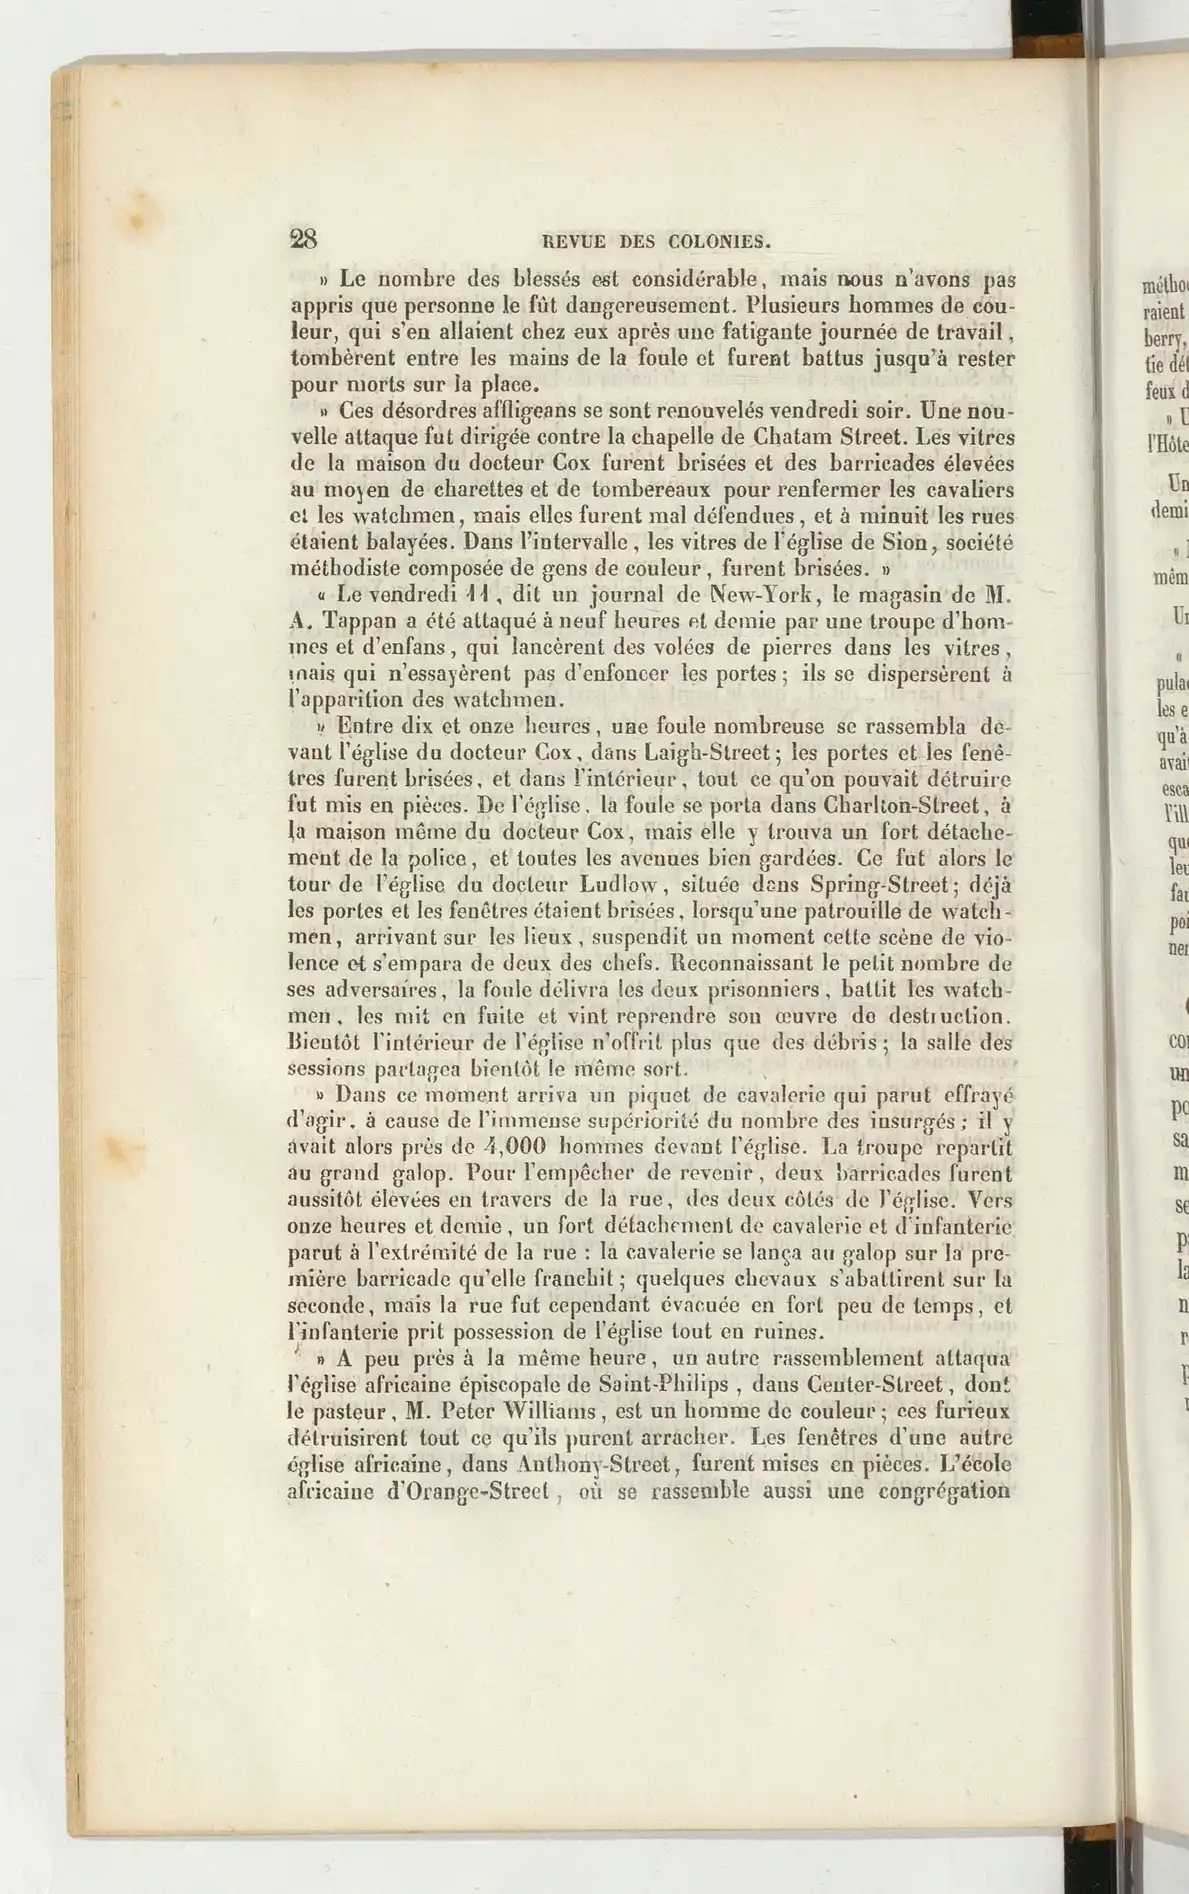 28 REVUE DES COLONIES.
» Le nombre des blessés est considérable, mais nous n'avons pas
appris que personne le fût dangereusement. Plusieurs hommes de cou-
leur, qui s'en allaient chez eux après une fatigante journée de travail,
tombèrent entre les mains de la foule et furent battus jusqu'à rester
pour morts sur la place.
» Ces désordres affligeans se sont renouvelés vendredi soir. Une nou-
velle attaque fut dirigée contre la chapelle de Chatam Street. Les vitres
de la maison du docteur Cox furent brisées et des barricades élevées
au moyen de charettes et de tombereaux pour renfermer les cavaliers
et les watchmen, mais elles furent mal défendues, et à minuit les rues
étaient balayées. Dans l'intervalle, les vitres de l'église de Sion, société
méthodiste composée de gens de couleur, furent brisées. »
« Le vendredi 11, dit un journal de New-York, le magasin de M.
A. Tappan a été attaqué à neuf heures et demie par une troupe d'hom-
mes et d'enfans, qui lancèrent des volées de pierres dans les vitres,
mais qui n'essayèrent pas d'enfoncer les portes; ils se dispersèrent à
l'apparition des watchmen.
» Entre dix et onze heures, une foule nombreuse se rassembla de-
vant l'église du docteur Cox, dans Laigh-Street; les portes et les fenê-
tres furent brisées, et dans l'intérieur, tout ce qu'on pouvait détruire
fut mis en pièces. De l'église, la foule se porta dans Charlton-Street, à
la maison même du docteur Cox, mais elle y trouva un fort détache-
ment de la police, et toutes les avenues bien gardées. Ce fut alors le
tour de l'église du docteur Ludlow, située dans Spring-Street; déjà
les portes et les fenêtres étaient brisées, lorsqu'une patrouille de watch-
men, arrivant sur les lieux, suspendit un moment cette scène de vio-
lence et s'empara de deux des chefs. Reconnaissant le petit nombre de
ses adversaires, la foule délivra les deux prisonniers, battit les watch-
men, les mit en fuite et vint reprendre son œuvre de destruction.
Bientôt l'intérieur de l'église n'offrit plus que des débris; la salle des
sessions partagea bientôt le même sort.
» Dans ce moment arriva un piquet de cavalerie qui parut effrayé
d'agir, à cause de l'immense supériorité du nombre des insurgés; il y
avait alors près de 4,000 hommes devant l'église. La troupe repartit
au grand galop. Pour l'empêcher de revenir, deux barricades furent
aussitôt élevées en travers de la rue, des deux côtés de l'église. Vers
onze heures et demie, un fort détachement de cavalerie et d'infanterie
parut à l'extrémité de la rue : la cavalerie se lança au galop sur la pre-
mière barricade qu'elle franchit; quelques chevaux s'abattirent sur la
seconde, mais la rue fut cependant évacuée en fort peu de temps, et
l'infanterie prit possession de l'église tout en ruines.
» A peu près à la même heure, un autre rassemblement attaqua
l'église africaine épiscopale de Saint-Philips, dans Center-Street, dont
le pasteur, M. Peter Williams, est un homme de couleur; ces furieux
détruisirent tout ce qu'ils purent arracher. Les fenêtres d'une autre
église africaine, dans Anthony-Street, furent mises en pièces. L'école
africaine d'Orange-Street, où se rassemble aussi une congrégation